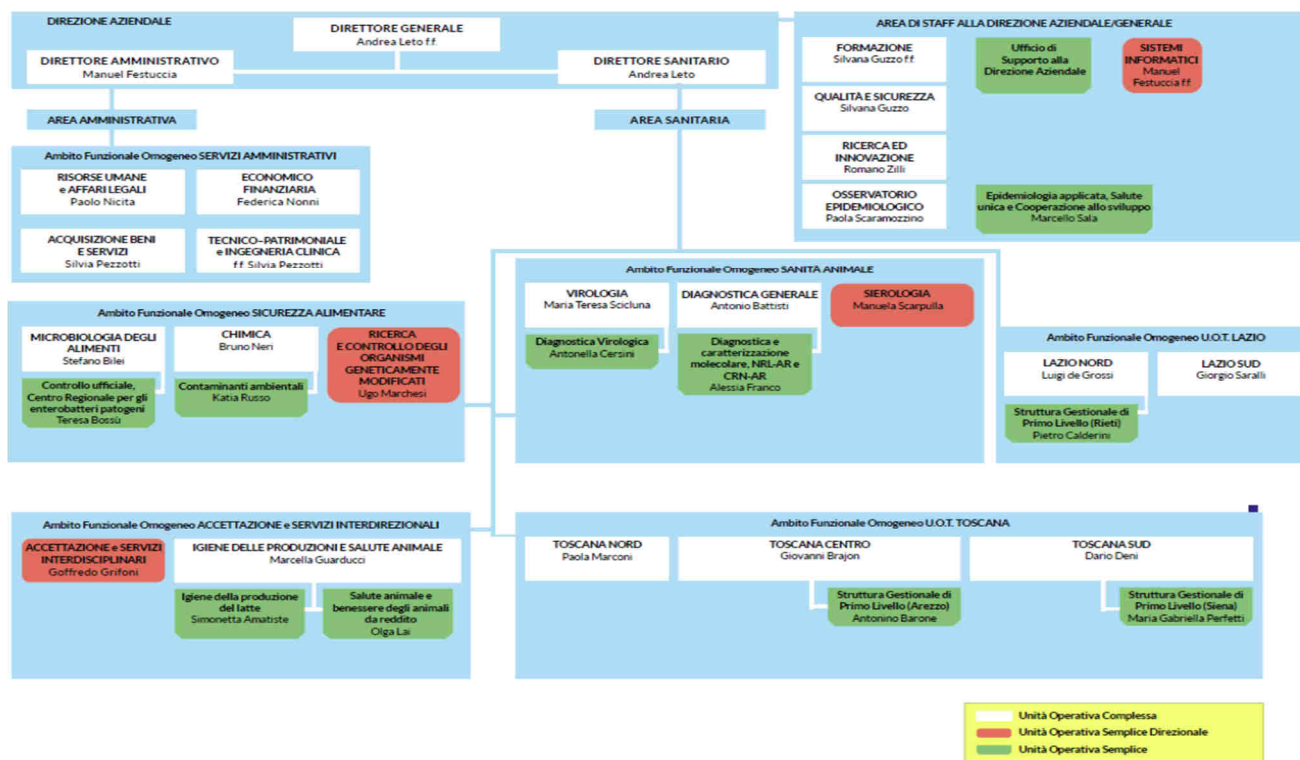 DIREZIONE AZIENDALE
DIRETTORE GENERALE
Andrea Leto f.f.
DIRETTORE AMMINISTRATIVO
Manuel Festuccia
DIRETTORE SANITARIO
Andrea Leto
AREA DI STAFF ALLA DIREZIONE AZIENDALE/GENERALE
FORMAZIONE
Silvana Guzzo f.f
Ufficio di
Supporto alla
Direzione Aziendale
SISTEMI
INFORMATICI
Manuel
Festuccia f.f.
QUALITÀ E SICUREZZA
Silvana Guzzo
RICERCA ED
INNOVAZIONE
Romano Zilli
OSSERVATORIO
EPIDEMIOLOGICO
Paola Scaramozzino
Epidemiologia applicata, Salute
unica e Cooperazione allo sviluppo
Marcello Sala
AREA AMMINISTRATIVA
AREA SANITARIA
Ambito Funzionale Omogeneo SERVIZI AMMINISTRATIVI
RISORSE UMANE
e AFFARI LEGALI
Paolo Nicita
ECONOMICO
FINANZIARIA
Federica Nonni
ACQUISIZIONE BENI
E SERVIZI
Silvia Pezzotti
TECNICO-PATRIMONIALE
e INGEGNERIA CLINICA
f.f. Silvia Pezzotti
Ambito Funzionale Omogeneo SICUREZZA ALIMENTARE
MICROBIOLOGIA DEGLI
ALIMENTI
Stefano Bilei
CHIMICA
Bruno Neri
RICERCA
E CONTROLLO DEGLI
ORGANISMI
GENETICAMENTE
MODIFICATI
Ugo Marchesi
Controllo ufficiale,
Centro Regionale per gli
enterobatteri patogeni
Teresa Bossù
Contaminanti ambientali
Katia Russo
Ambito Funzionale Omogeneo SANITÀ ANIMALE
VIROLOGIA
Maria Teresa Scicluna
DIAGNOSTICA GENERALE
Antonio Battisti
SIEROLOGIA
Manuela Scarpulla
Diagnostica Virologica
Antonella Cersini
Diagnostica e
caratterizzazione
molecolare, NRL-AR e
CRN-AR
Alessia Franco
Ambito Funzionale Omogeneo U.O.T. LAZIO
LAZIO NORD
Luigi de Grossi
LAZIO SUD
Giorgio Saralli
Struttura Gestionale di
Primo Livello (Rieti)
Pietro Calderini
Ambito Funzionale Omogeneo ACCETTAZIONE e SERVIZI INTERDIREZIONALI
ACCETTAZIONE e SERVIZI
INTERDISCIPLINARI
Goffredo Grifoni
IGIENE DELLE PRODUZIONI E SALUTE ANIMALE
Marcella Guarducci
Igiene della produzione
del latte
Simonetta Amatiste
Salute animale e
benessere degli animali
da reddito
Olga Lai
Ambito Funzionale Omogeneo U.O.T. TOSCANA
TOSCANA NORD
Paola Marconi
TOSCANA CENTRO
Giovanni Brajon
TOSCANA SUD
Dario Deni
Struttura Gestionale di
Primo Livello (Arezzo)
Antonino Barone
Struttura Gestionale di
Primo Livello (Siena)
Maria Gabriella Perfetti
Unità Operativa Complessa
Unità Operativa Semplice Direzionale
Unità Operativa Semplice